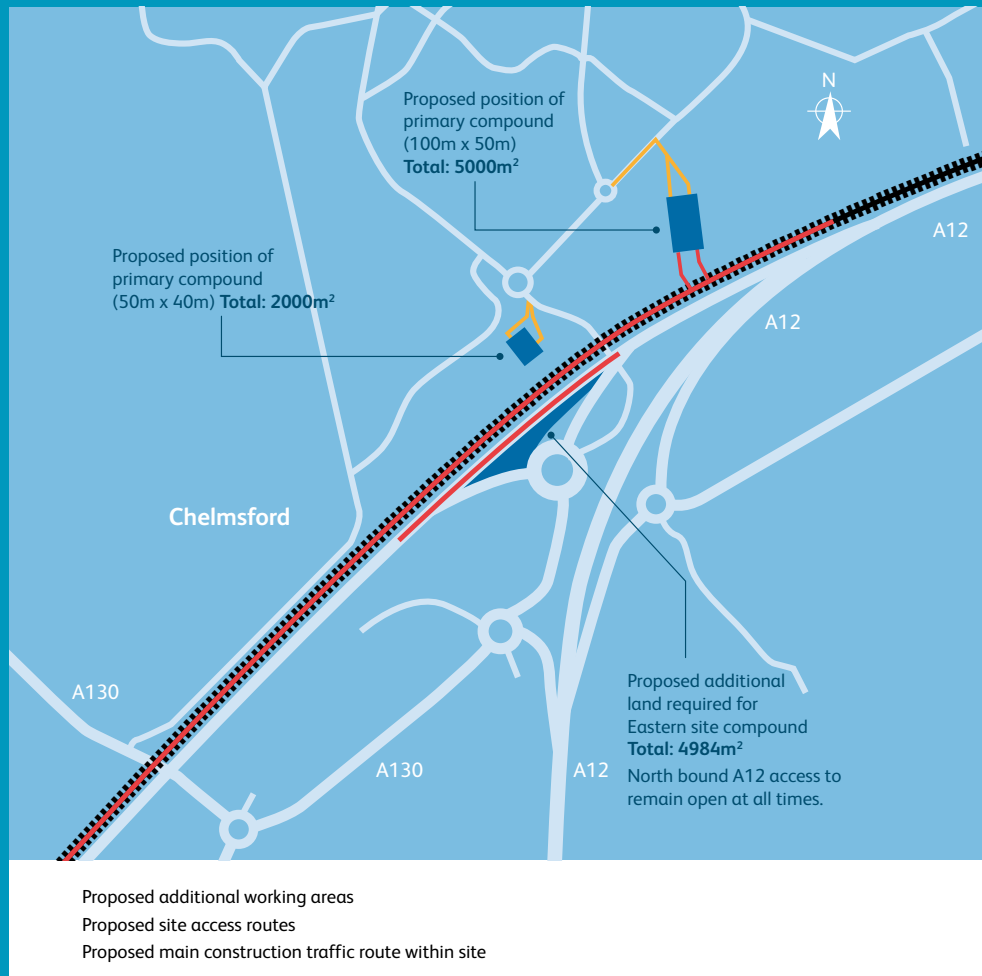 N
Proposed position of
primary compound
(100m x 50m)
Total: 5000m²
A12
Proposed position of
primary compound
(50m x 40m) Total: 2000m²
A12
Chelmsford
Proposed additional
land required for
Eastern site compound
Total: 4984m²
North bound A12 access to
remain open at all times.
A130
A130
A12
Proposed additional working areas
Proposed site access routes
Proposed main construction traffic route within site